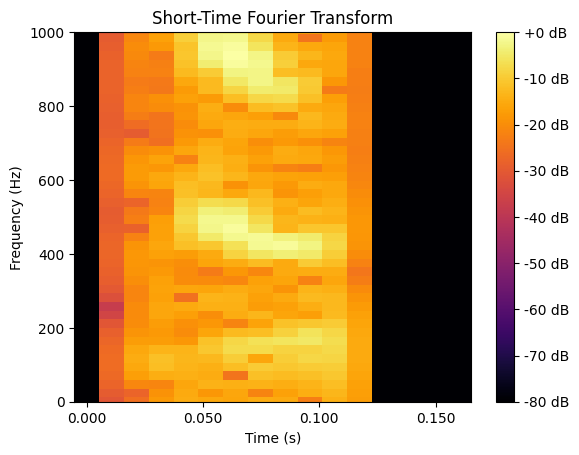 Short-Time Fourier Transform
1000
800
600
400
200
0
Frequency (Hz)
0.000
0.050
0.100
0.150
Time (s)
+0 dB
-10 dB
-20 dB
-30 dB
-40 dB
-50 dB
-60 dB
-70 dB
-80 dB